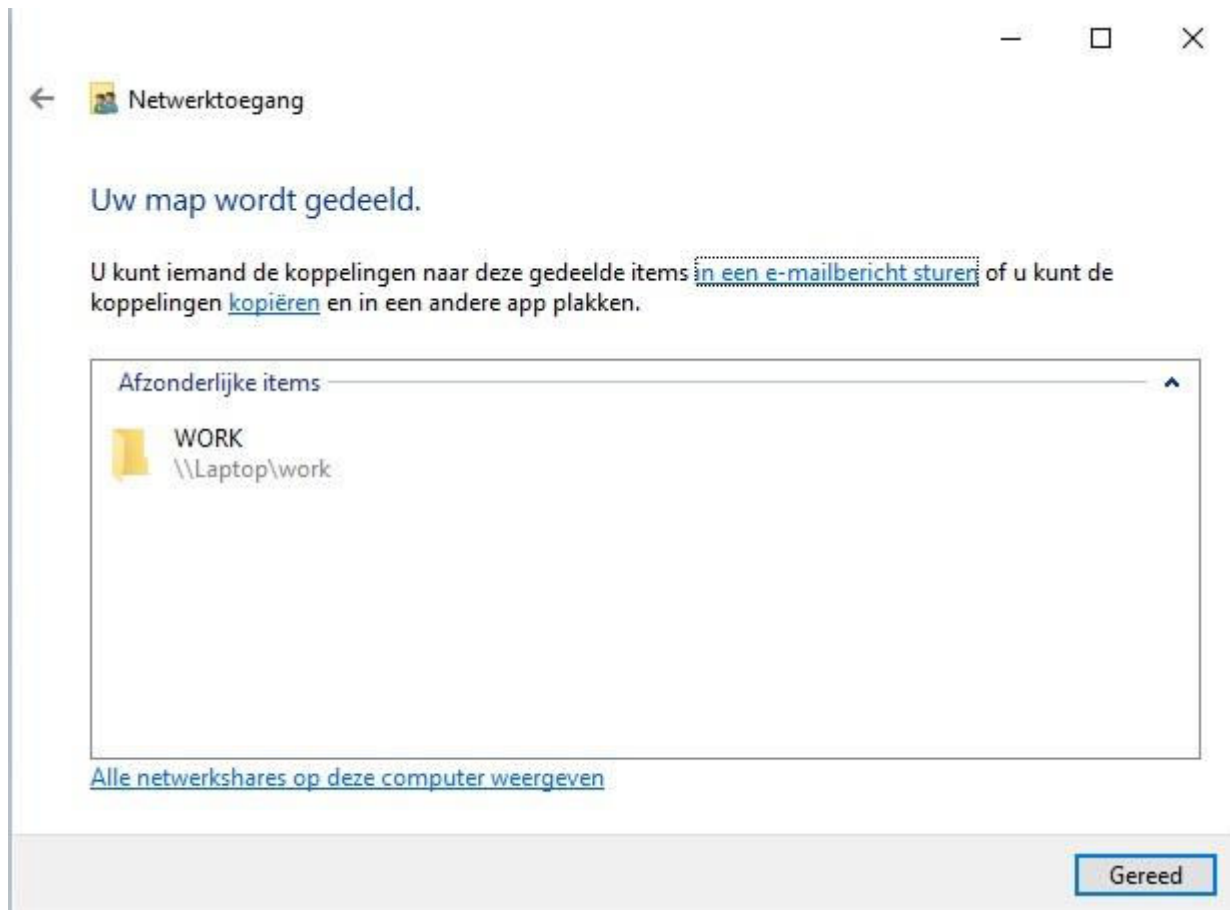 Netwerktoegang
Uw map wordt gedeeld.
U kunt iemand de koppelingen naar deze gedeelde items in een e-mailbericht sturen of u kunt de
koppelingen kopiëren en in een andere app plakken.
Afzonderlijke items
WORK
\\Laptop\work
Alle netwerkshares op deze computer weergeven
Gereed